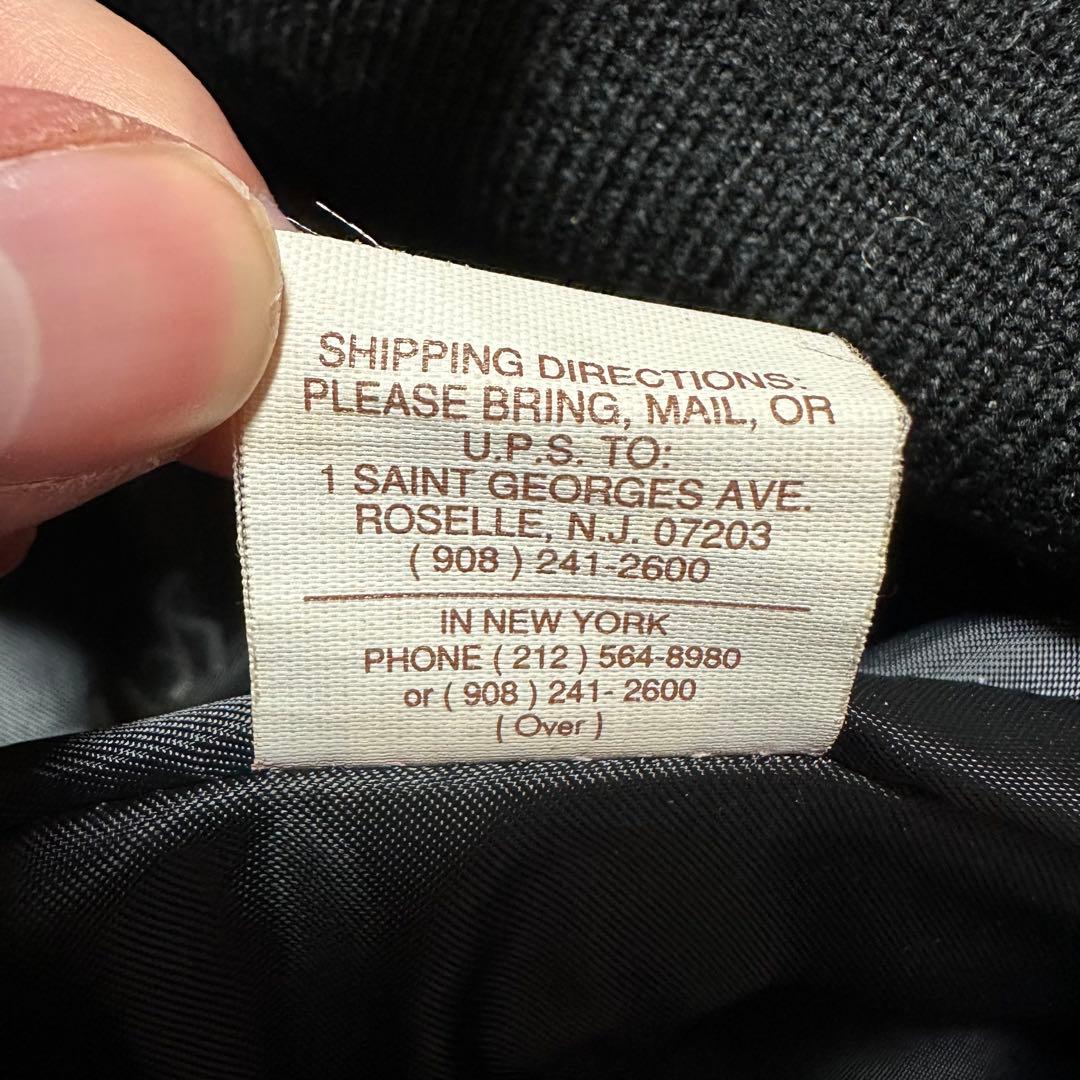 SHIPPING DIRECTIONS:
PLEASE BRING, MAIL, OR
U.P.S. TO:
1 SAINT GEORGES AVE.
ROSELLE, N.J. 07203
( 908 ) 241-2600
IN NEW YORK
PHONE ( 212 ) 564-8980
or ( 908 ) 241- 2600
( Over )